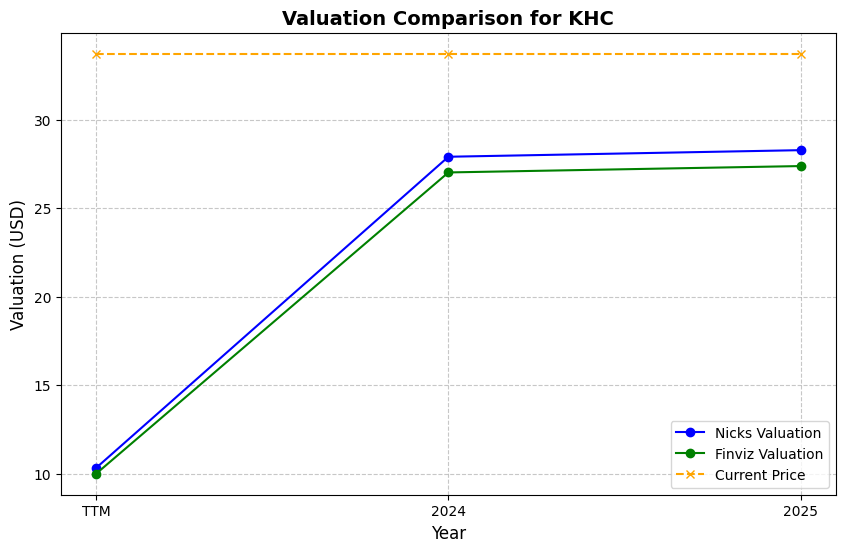 Valuation Comparison for KHC
Valuation (USD)
30
25
20
15
10
TTM
2024
2025
Year
Nicks Valuation
Finviz Valuation
Current Price